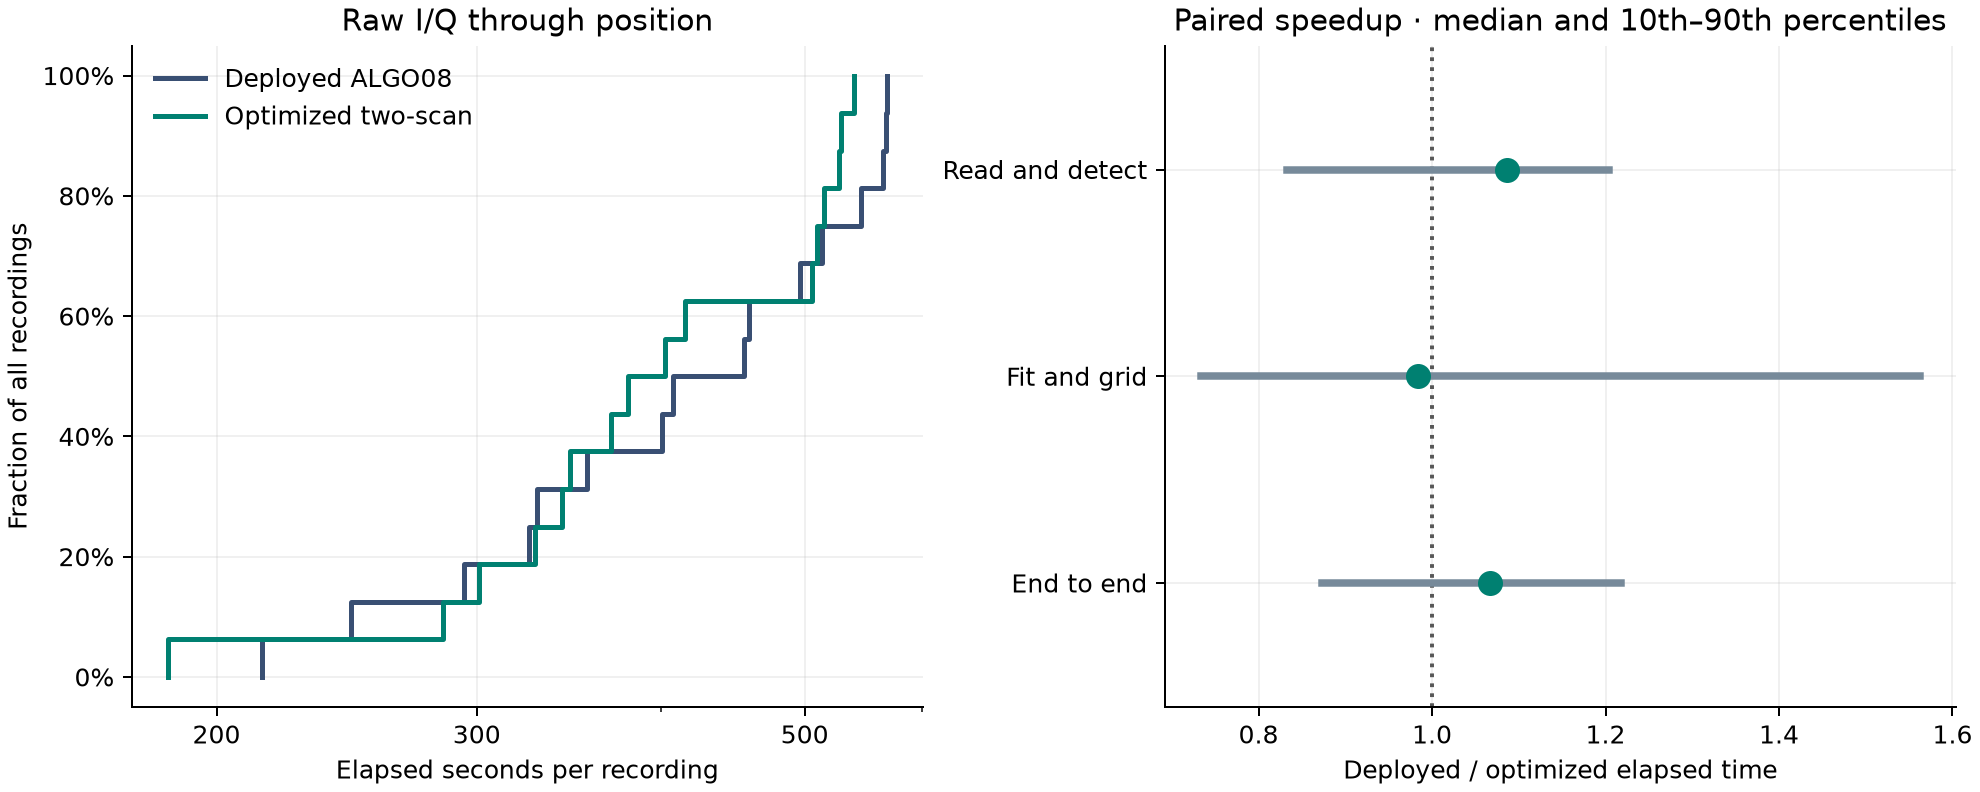 Raw I/Q through position
Deployed ALGO08
Optimized two-scan
100%
80%
60%
40%
20%
0%
Fraction of all recordings
200
300
500
Elapsed seconds per recording
Paired speedup · median and 10th–90th percentiles
Read and detect
Fit and grid
End to end
0.8
1.0
1.2
1.4
1.6
Deployed / optimized elapsed time